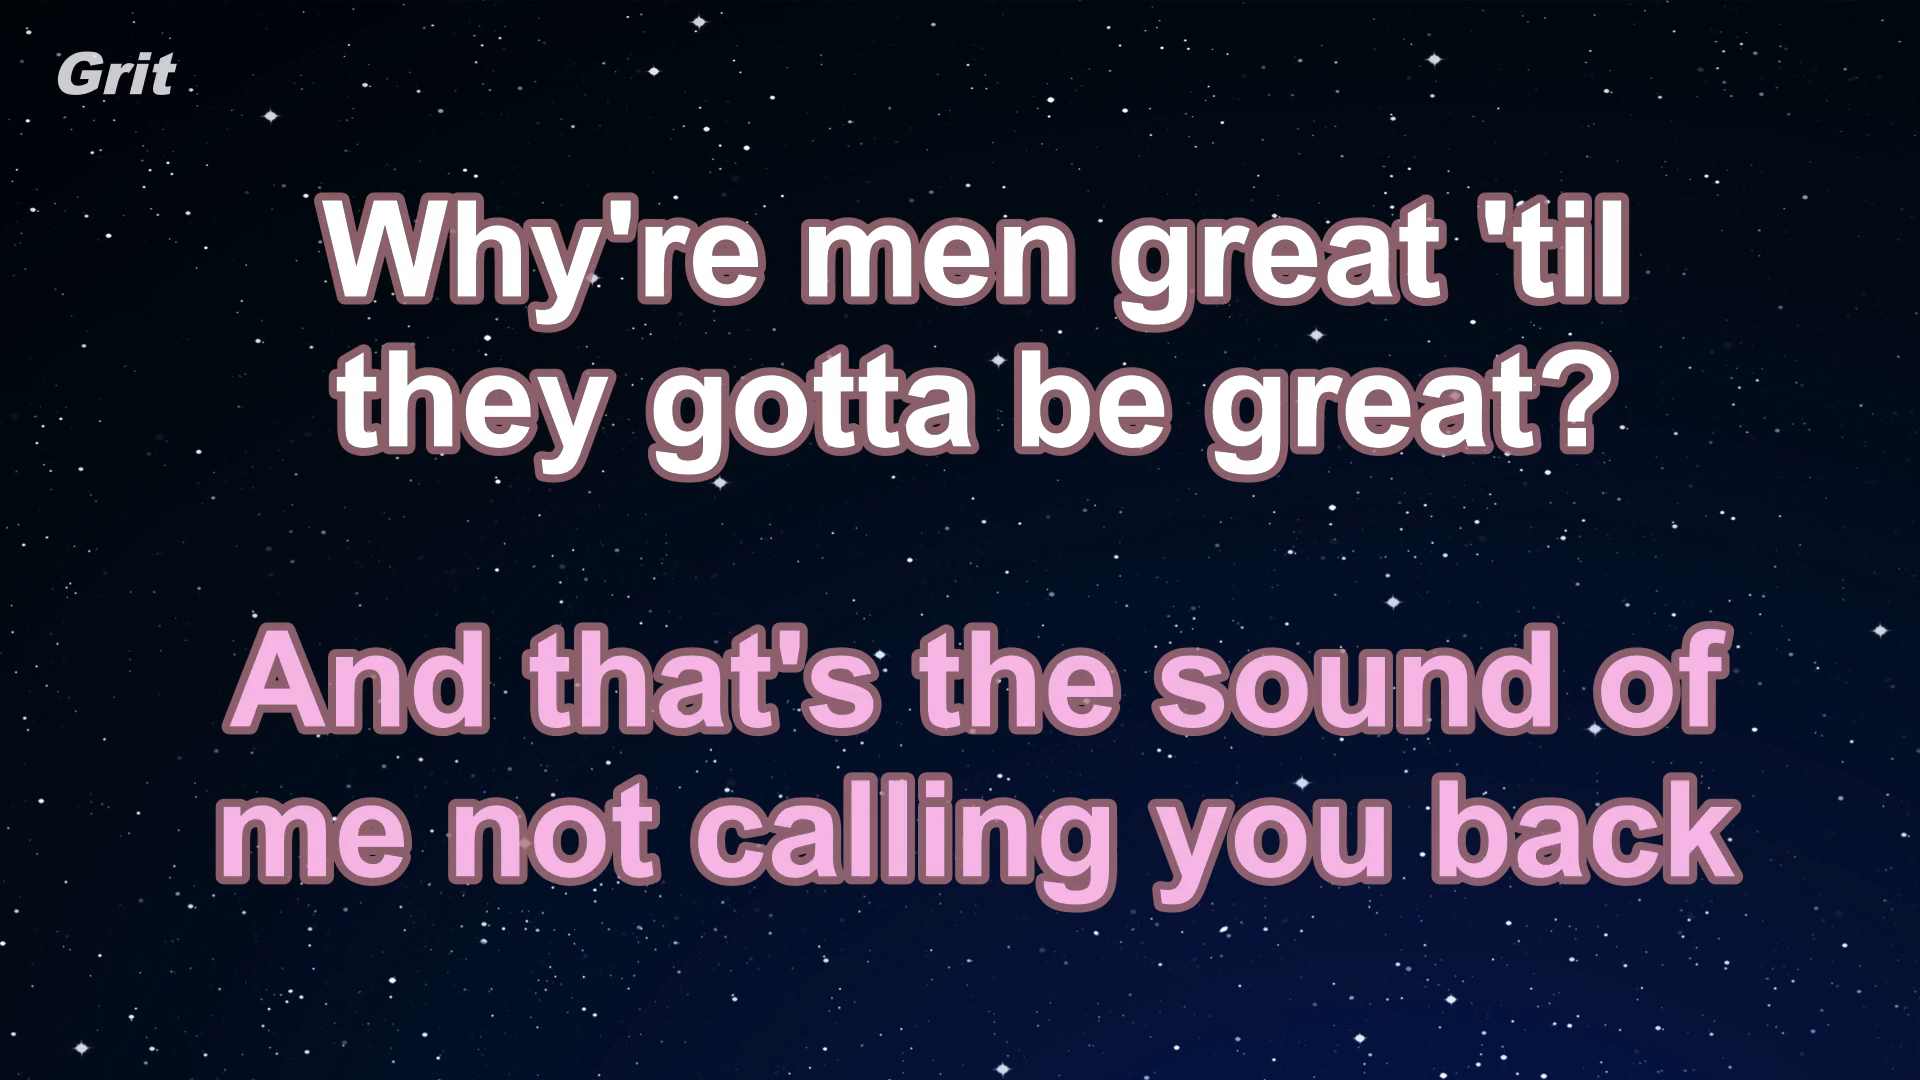 Grit
Why're men great 'til
they gotta be great?
And that's the sound of
me not calling you back